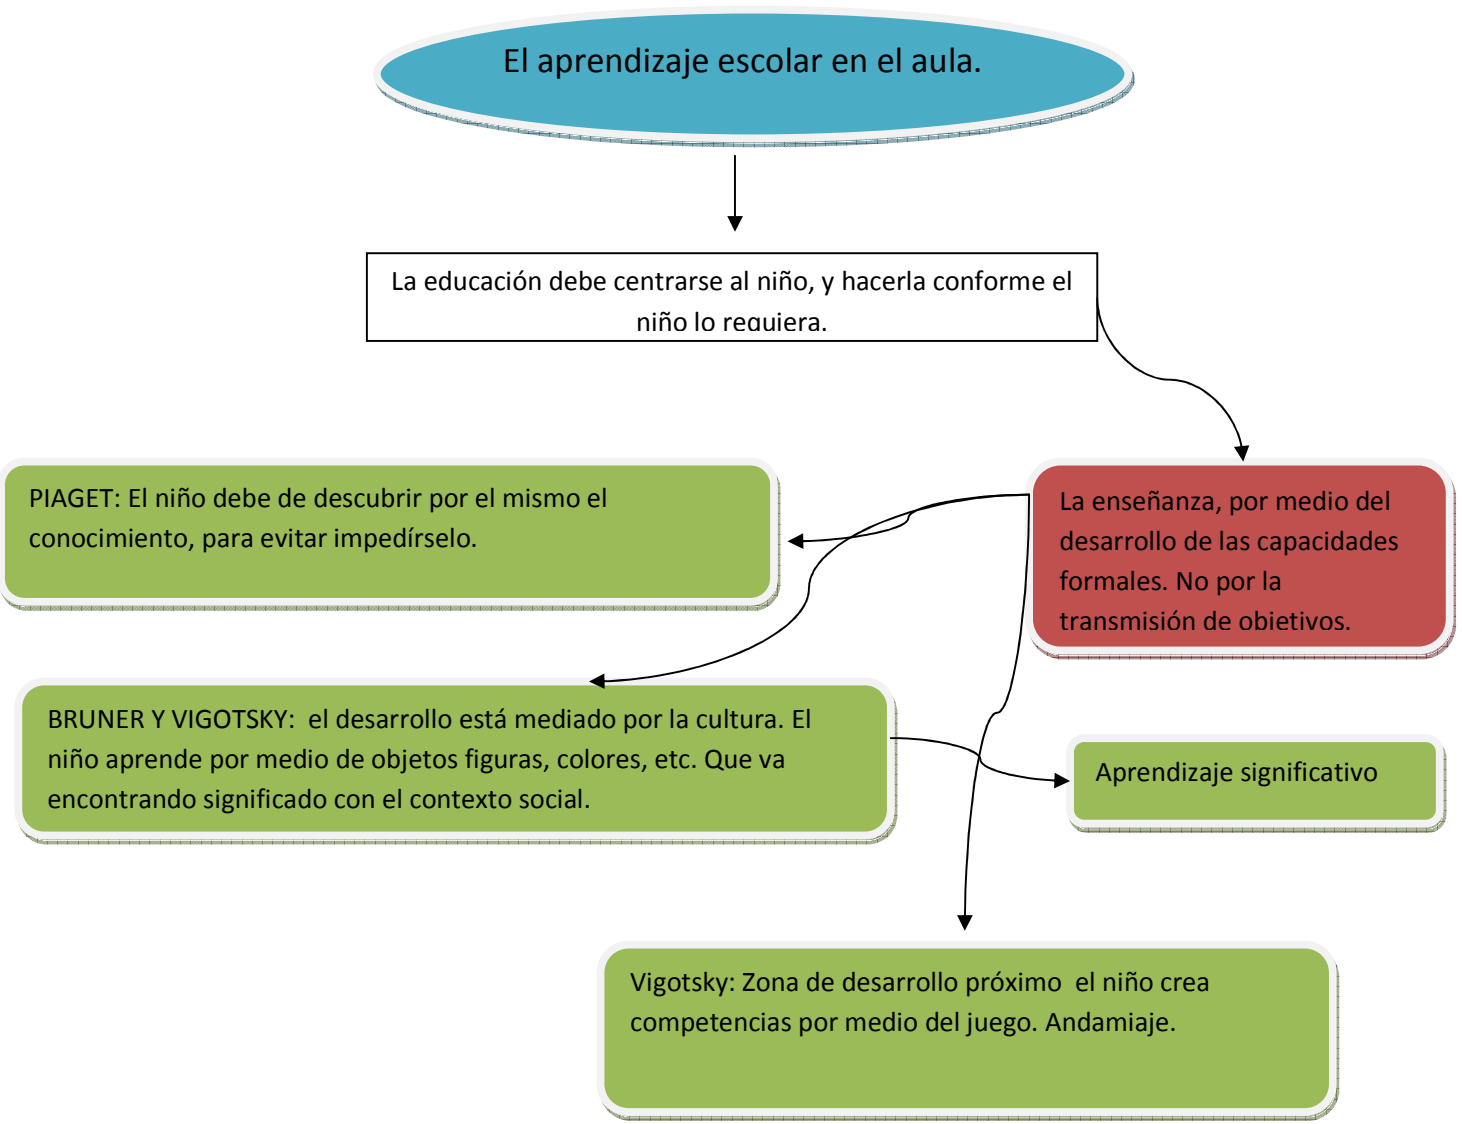 El aprendizaje escolar en el aula.
La educación debe centrarse al niño, y hacerla conforme el
niño lo requiera.
PIAGET: El niño debe de descubrir por el mismo el
conocimiento, para evitar impedírselo.
La enseñanza, por medio del
desarrollo de las capacidades
formales. No por la
transmisión de objetivos.
BRUNER Y VIGOTSKY:  el desarrollo está mediado por la cultura. El
niño aprende por medio de objetos figuras, colores, etc. Que va
encontrando significado con el contexto social.
Aprendizaje significativo
Vigotsky: Zona de desarrollo próximo  el niño crea
competencias por medio del juego. Andamiaje.